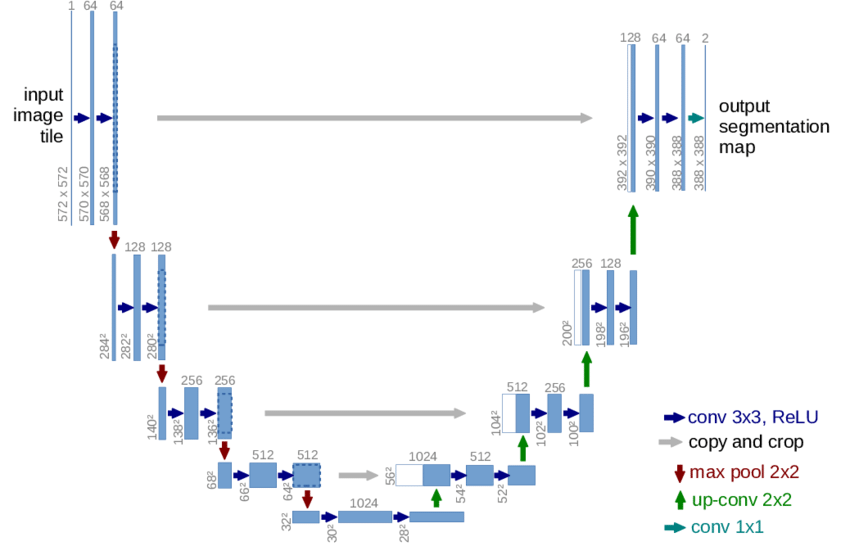 1 64 64
input
image
tile
572 x 572
570 x 570
568 x 568
128 64 64 2
output
segmentation
map
392 x 392
390 x 390
388 x 388
388 x 388
128 128
284²
282²
280²
256 128
200²
198²
196²
256 256
140²
138²
136²
512 256
104²
102²
100²
512 512
68²
66²
64²
1024 512
56²
54²
52²
1024
32²
30²
28²
conv 3x3, ReLU
copy and crop
max pool 2x2
up-conv 2x2
conv 1x1